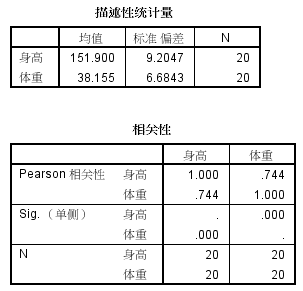 描述性统计量
均值 标准 偏差 N
身高 151.900 9.2047 20
体重 38.155 6.6843 20
相关性
身高 体重
Pearson 相关性 身高 1.000 .744
体重 .744 1.000
Sig. （单侧） 身高 . .000
体重 .000 .
N 身高 20 20
体重 20 20